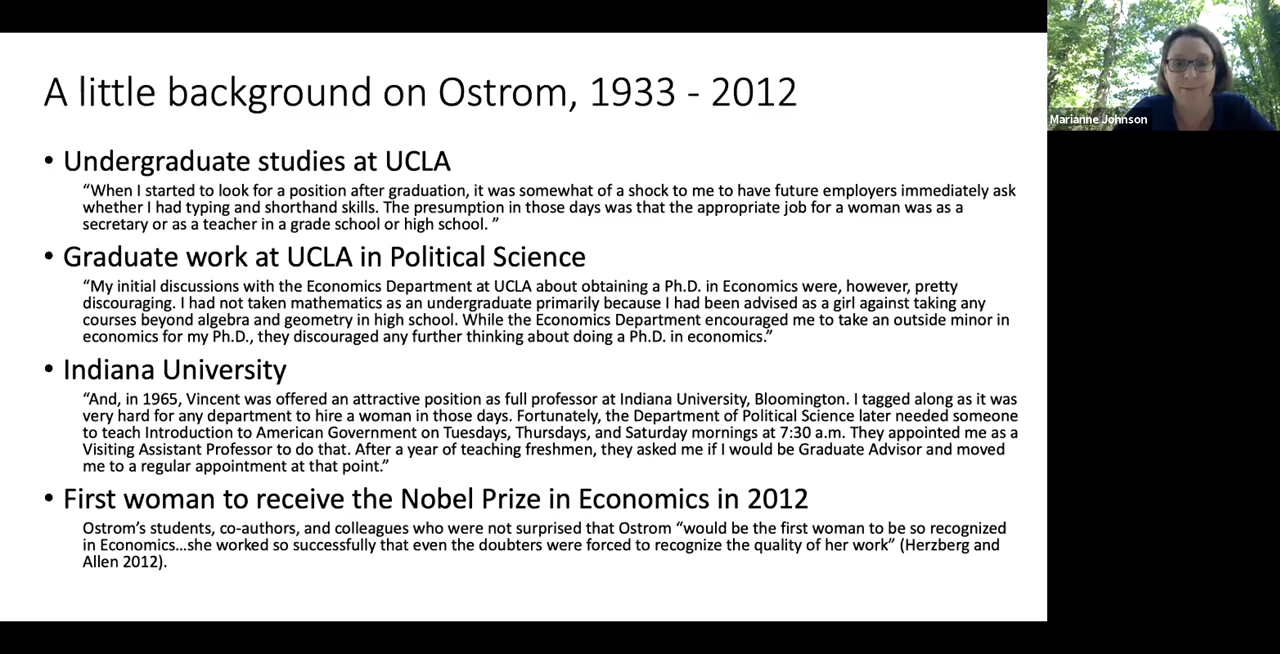 A little background on Ostrom, 1933 - 2012
Marianne Johnson
• Undergraduate studies at UCLA
“When I started to look for a position after graduation, it was somewhat of a shock to me to have future employers immediately ask
whether I had typing and shorthand skills. The presumption in those days was that the appropriate job for a woman was as a
secretary or as a teacher in a grade school or high school. ”
• Graduate work at UCLA in Political Science
“My initial discussions with the Economics Department at UCLA about obtaining a Ph.D. in Economics were, however, pretty
discouraging. I had not taken mathematics as an undergraduate primarily because I had been advised as a girl against taking any
courses beyond algebra and geometry in high school. While the Economics Department encouraged me to take an outside minor in
economics for my Ph.D., they discouraged any further thinking about doing a Ph.D. in economics.”
• Indiana University
“And, in 1965, Vincent was offered an attractive position as full professor at Indiana University, Bloomington. I tagged along as it was
very hard for any department to hire a woman in those days. Fortunately, the Department of Political Science later needed someone
to teach Introduction to American Government on Tuesdays, Thursdays, and Saturday mornings at 7:30 a.m. They appointed me as a
Visiting Assistant Professor to do that. After a year of teaching freshmen, they asked me if I would be Graduate Advisor and moved
me to a regular appointment at that point.”
• First woman to receive the Nobel Prize in Economics in 2012
Ostrom’s students, co-authors, and colleagues who were not surprised that Ostrom “would be the first woman to be so recognized
in Economics…she worked so successfully that even the doubters were forced to recognize the quality of her work” (Herzberg and
Allen 2012).